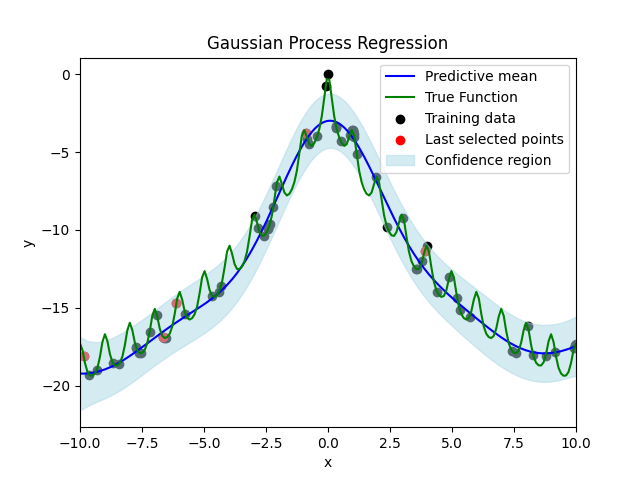 Gaussian Process Regression
Predictive mean
True Function
Training data
Last selected points
Confidence region
y
0
−5
−10
−15
−20
−10.0 −7.5 −5.0 −2.5 0.0 2.5 5.0 7.5 10.0
x